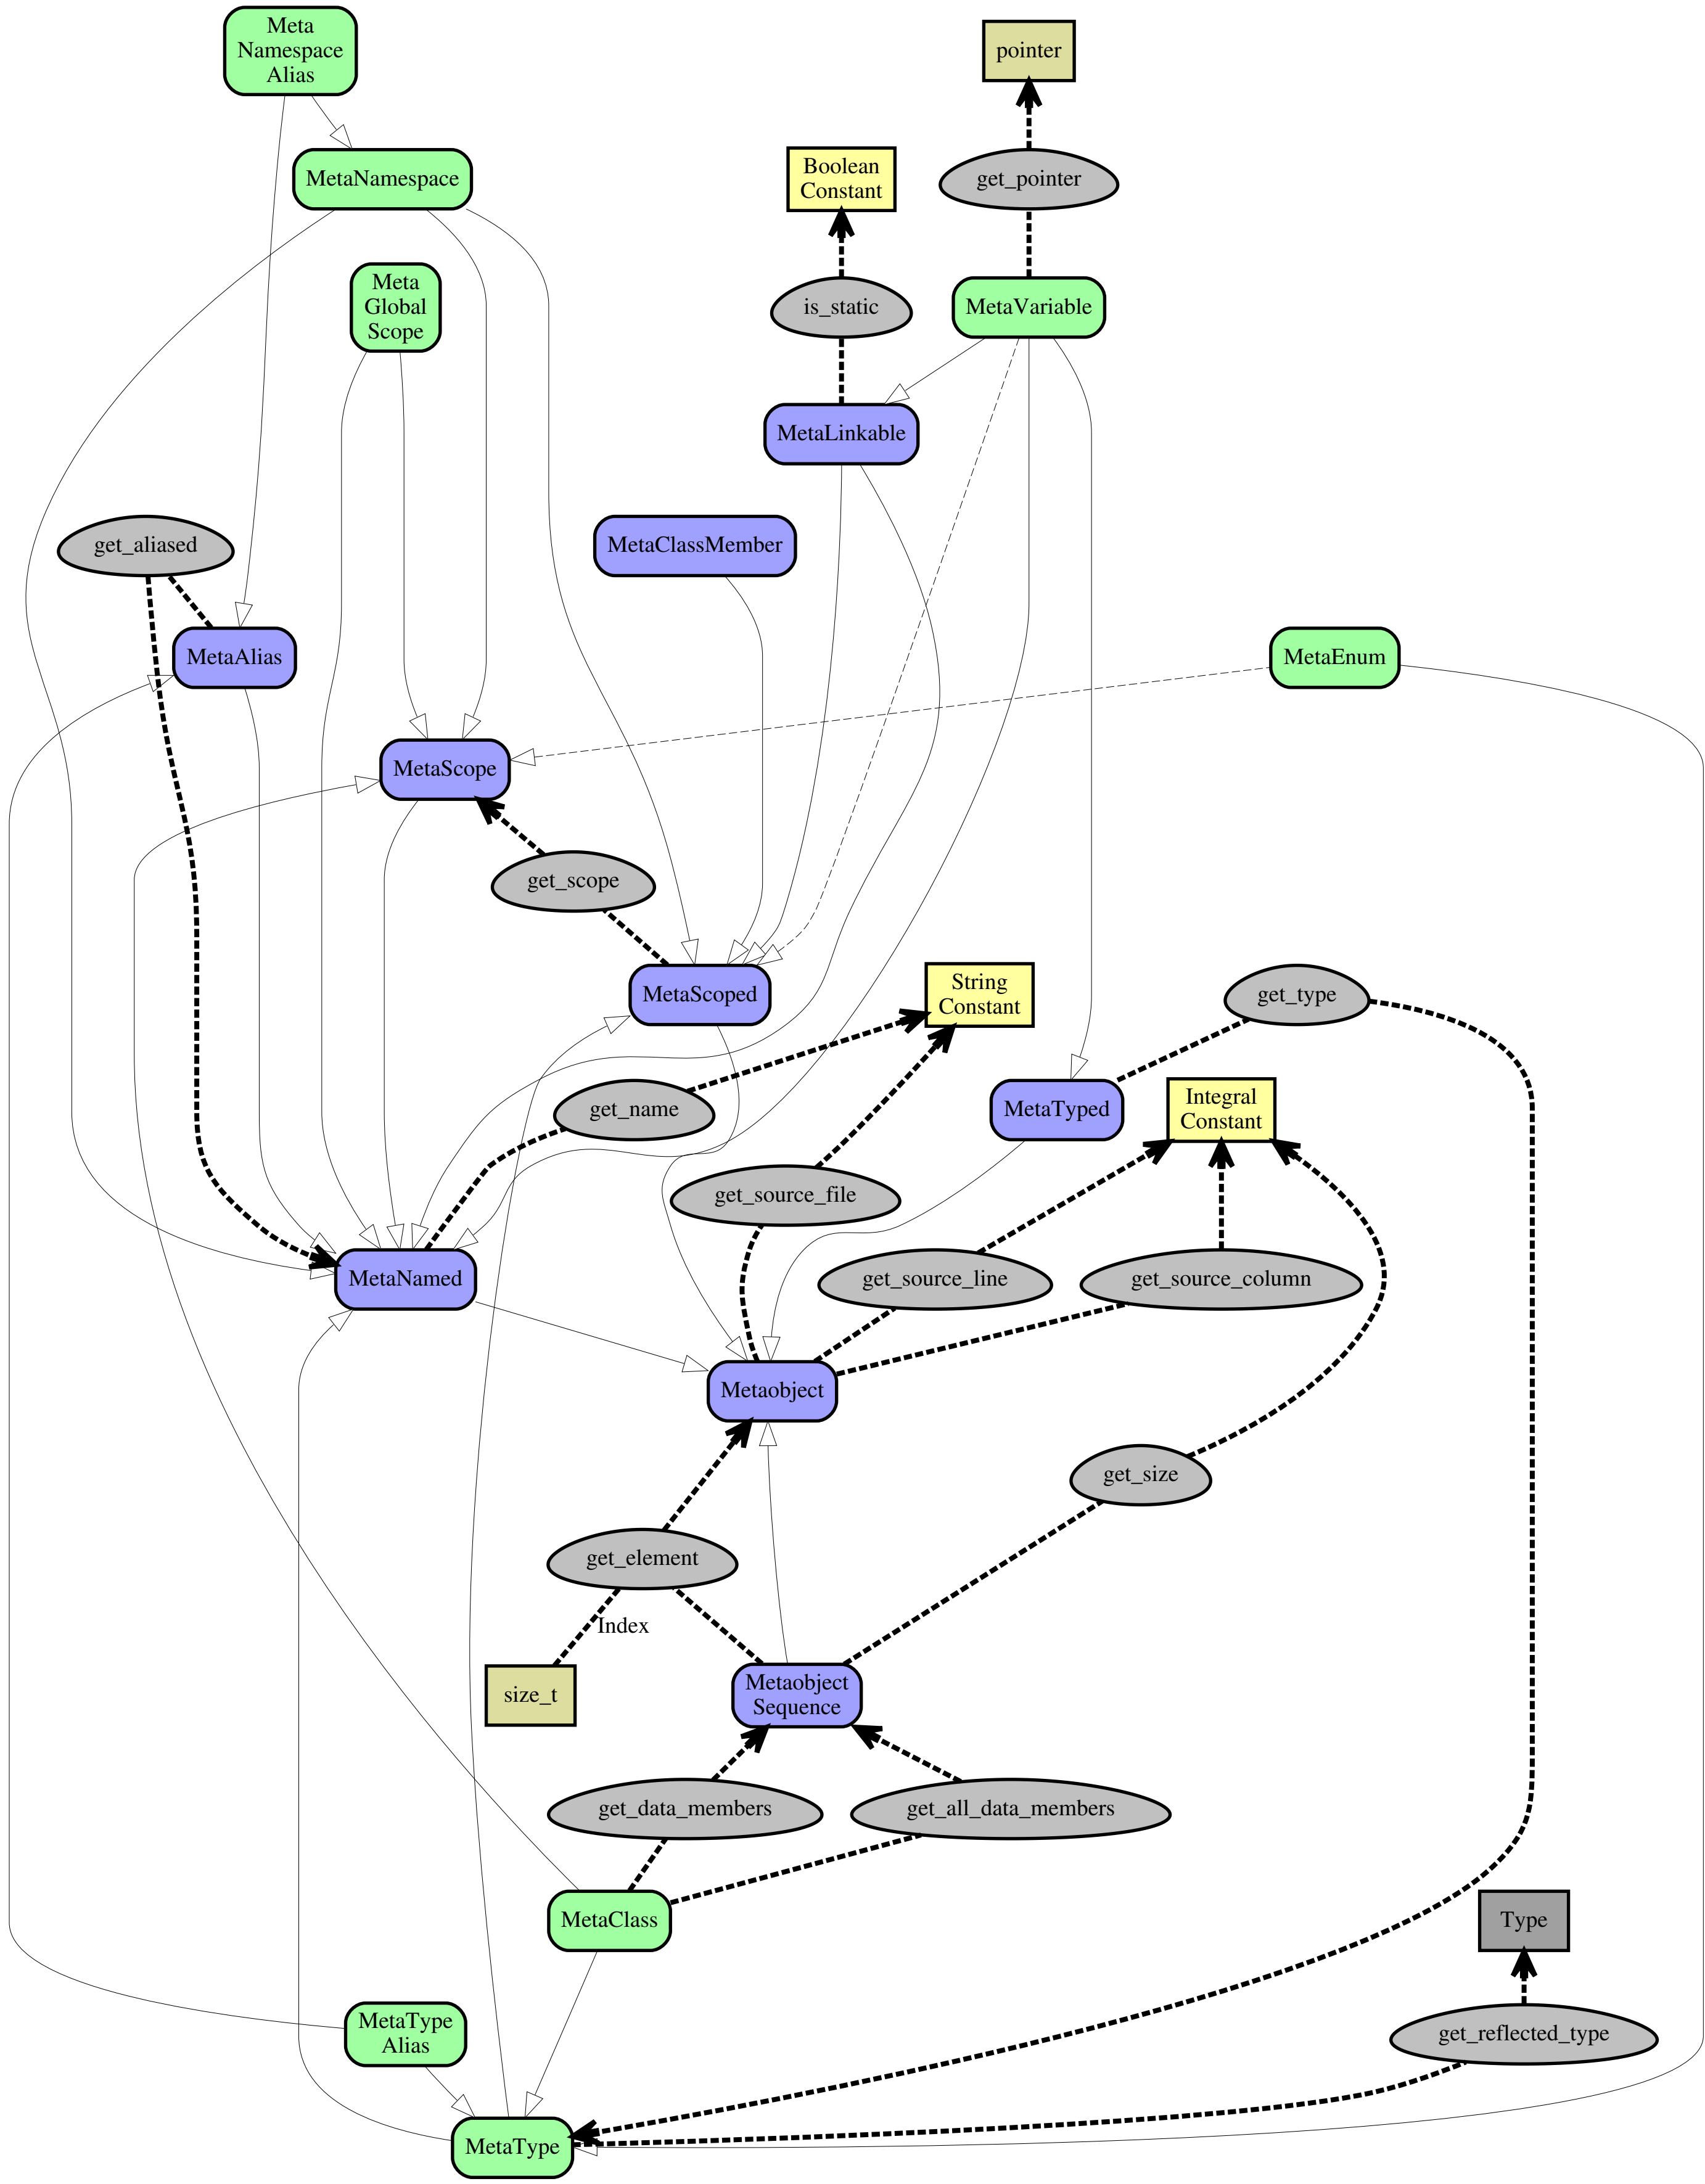 Meta
Namespace
Alias
pointer
MetaNamespace
Boolean
Constant
get_pointer
Meta
Global
Scope
is_static
MetaVariable
MetaLinkable
get_aliased
MetaClassMember
MetaAlias
MetaEnum
MetaScope
get_scope
MetaScoped
String
Constant
get_type
get_name
MetaTyped
Integral
Constant
get_source_file
MetaNamed
get_source_line
get_source_column
Metaobject
get_size
get_element
Index
size_t
Metaobject
Sequence
get_data_members
get_all_data_members
MetaClass
Type
MetaType
Alias
get_reflected_type
MetaType